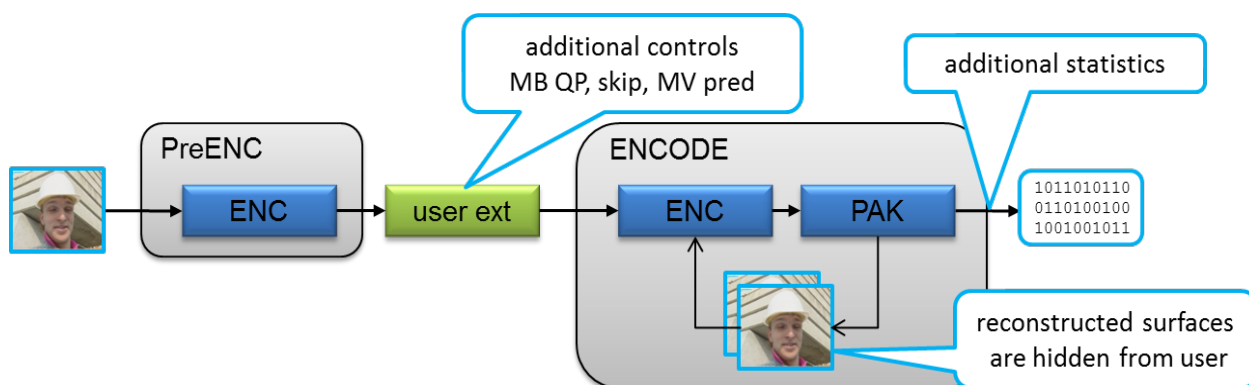 additional controls
MB QP, skip, MV pred
additional statistics
PreENC
ENC
user ext
ENCODE
ENC
PAK
1011010110
0110100100
1001001011
reconstructed surfaces
are hidden from user